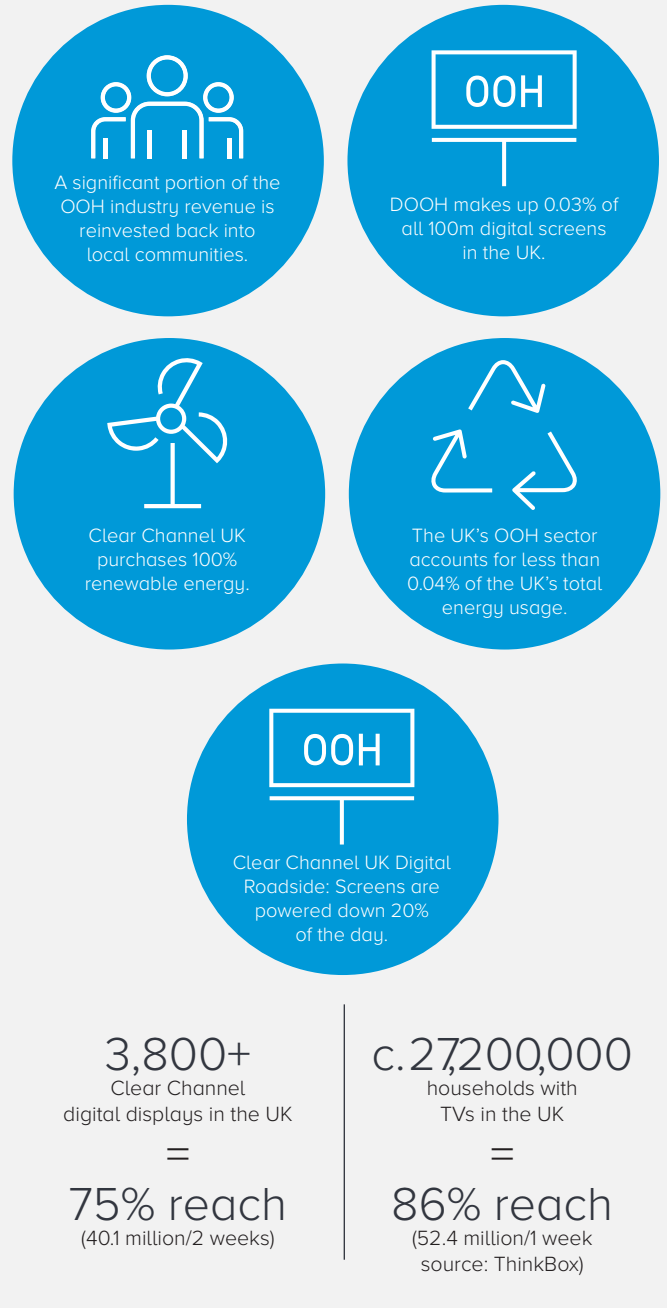 A significant portion of the
OOH industry revenue is
reinvested back into
local communities.
OOH
DOOH makes up 0.03% of
all 100m digital screens
in the UK.
Clear Channel UK
purchases 100%
renewable energy.
The UK's OOH sector
accounts for less than
0.04% of the UK's total
energy usage.
OOH
Clear Channel UK Digital
Roadside: Screens are
powered down 20%
of the day.
3,800+
Clear Channel
digital displays in the UK
=
75% reach
(40.1 million/2 weeks)
c. 27,200,000
households with
TVs in the UK
=
86% reach
(52.4 million/1 week
source: ThinkBox)